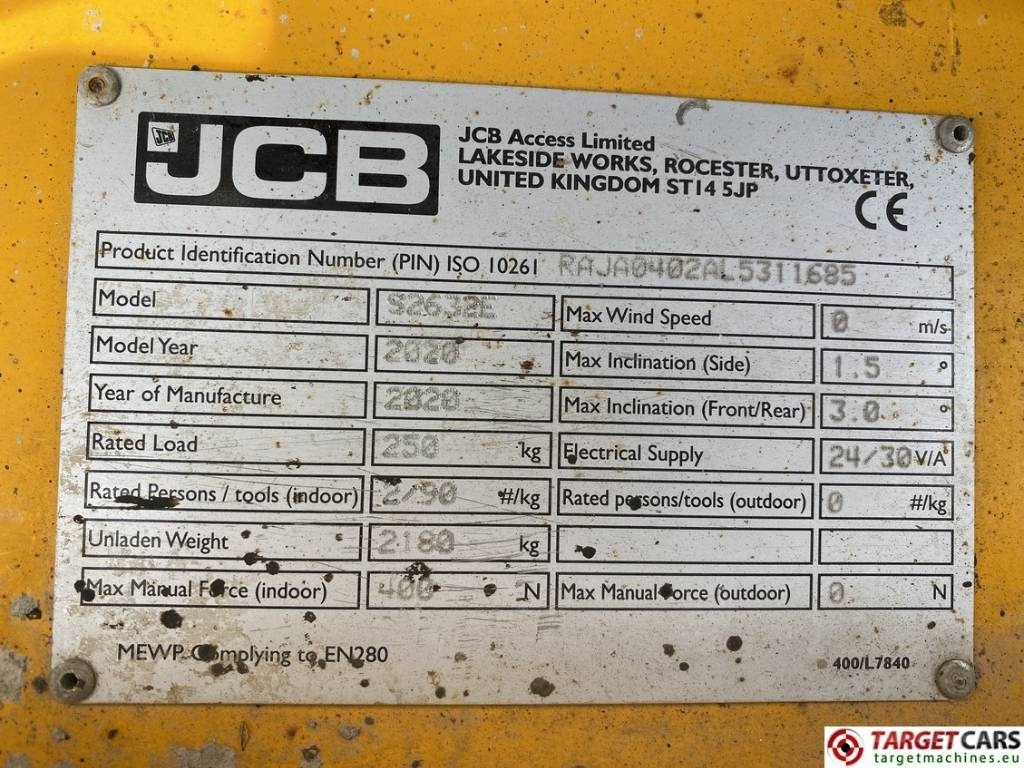 JCB
JCB
JCB Access Limited
LAKESIDE WORKS, ROCESTER, UTTOXETER,
UNITED KINGDOM ST14 5JP
CE
Product Identification Number (PIN) ISO 10261 RAJA0402AL5311685
Model S2632E Max Wind Speed 0 m/s
Model Year 2020 Max Inclination (Side) 1.5 °
Year of Manufacture 2020 Max Inclination (Front/Rear) 3.0 °
Rated Load 250 kg Electrical Supply 24/30 V/A
Rated Persons / tools (indoor) 2/90 #/kg Rated persons/tools (outdoor) 0 #/kg
Unladen Weight 2180 kg
Max Manual Force (indoor) 400 N Max Manual Force (outdoor) 0 N
MEWP Complying to EN280
400/L7840
TARGETCARS
targetmachines.eu